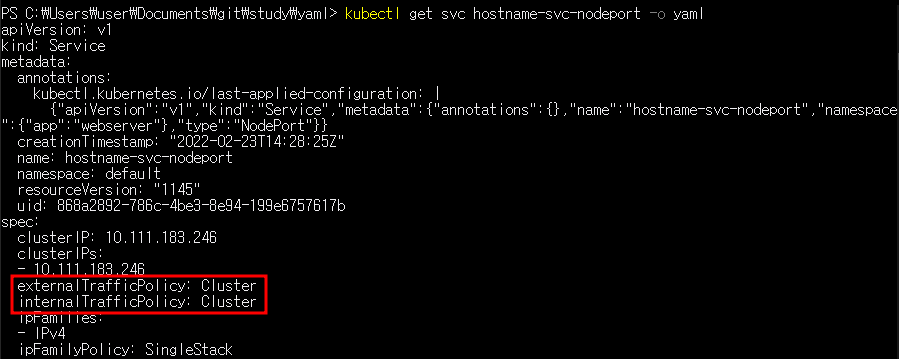 PS C:\Users\user\Documents\git\study\yaml> kubectl get svc hostname-svc-nodeport -o yaml
apiVersion: v1
kind: Service
metadata:
  annotations:
    kubectl.kubernetes.io/last-applied-configuration: |
      {"apiVersion":"v1","kind":"Service","metadata":{"annotations":{},"name":"hostname-svc-nodeport","namespace
":{"app":"webserver"},"type":"NodePort"}}
  creationTimestamp: "2022-02-23T14:28:25Z"
  name: hostname-svc-nodeport
  namespace: default
  resourceVersion: "1145"
  uid: 868a2892-786c-4be3-8e94-199e6757617b
spec:
  clusterIP: 10.111.183.246
  clusterIPs:
  - 10.111.183.246
  externalTrafficPolicy: Cluster
  internalTrafficPolicy: Cluster
  ipFamilies:
  - IPv4
  ipFamilyPolicy: SingleStack